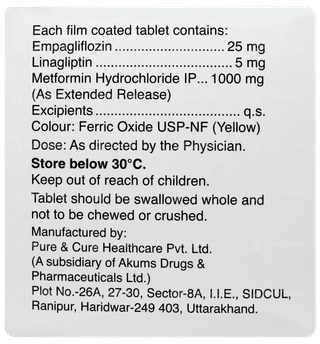 Each film coated tablet contains:
Empagliflozin ............................ 25 mg
Linagliptin ................................... 5 mg
Metformin Hydrochloride IP... 1000 mg
(As Extended Release)
Excipients ..................................... q.s.
Colour: Ferric Oxide USP-NF (Yellow)
Dose: As directed by the Physician.
Store below 30°C.
Keep out of reach of children.
Tablet should be swallowed whole and
not to be chewed or crushed.
Manufactured by:
Pure & Cure Healthcare Pvt. Ltd.
(A subsidiary of Akums Drugs &
Pharmaceuticals Ltd.)
Plot No.-26A, 27-30, Sector-8A, I.I.E., SIDCUL,
Ranipur, Haridwar-249 403, Uttarakhand.